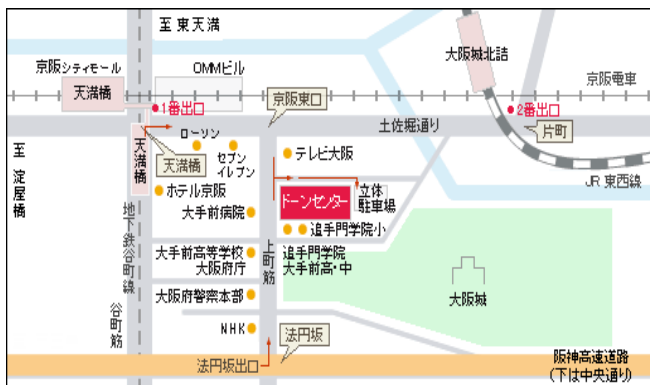 至 東天満
京阪シティモール
OMMビル
大阪城北詰
天満橋
1番出口
京阪東口
京阪電車
2番出口
土佐堀通り
片町
ローソン
セブン
イレブン
テレビ大阪
天満橋
天満橋
至 淀屋橋
JR東西線
ホテル京阪
ドーンセンター
立体
駐車場
大手前病院
追手門学院小
地下鉄谷町線
大手前高等学校
大阪府庁
上町筋
追手門学院
大手前高・中
大阪府警察本部
大阪城
谷町筋
NHK
法円坂
法円坂出口
阪神高速道路
(下は中央通り)